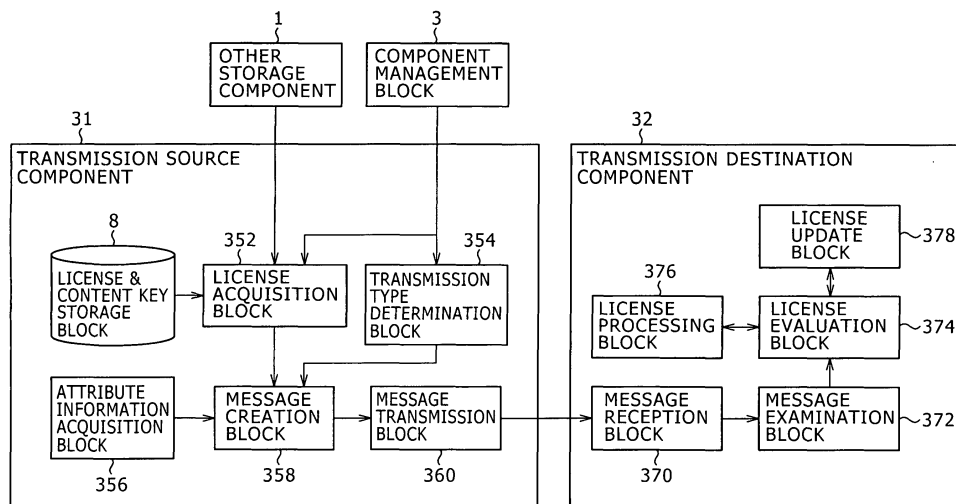 1
3
OTHER
STORAGE
COMPONENT
COMPONENT
MANAGEMENT
BLOCK
31
32
TRANSMISSION SOURCE
COMPONENT
TRANSMISSION DESTINATION
COMPONENT
8
LICENSE &
CONTENT KEY
STORAGE
BLOCK
352
LICENSE
ACQUISITION
BLOCK
354
TRANSMISSION
TYPE
DETERMINATION
BLOCK
LICENSE
UPDATE
BLOCK
378
376
LICENSE
PROCESSING
BLOCK
LICENSE
EVALUATION
BLOCK
374
ATTRIBUTE
INFORMATION
ACQUISITION
BLOCK
356
MESSAGE
CREATION
BLOCK
358
MESSAGE
TRANSMISSION
BLOCK
360
MESSAGE
RECEPTION
BLOCK
370
MESSAGE
EXAMINATION
BLOCK
372